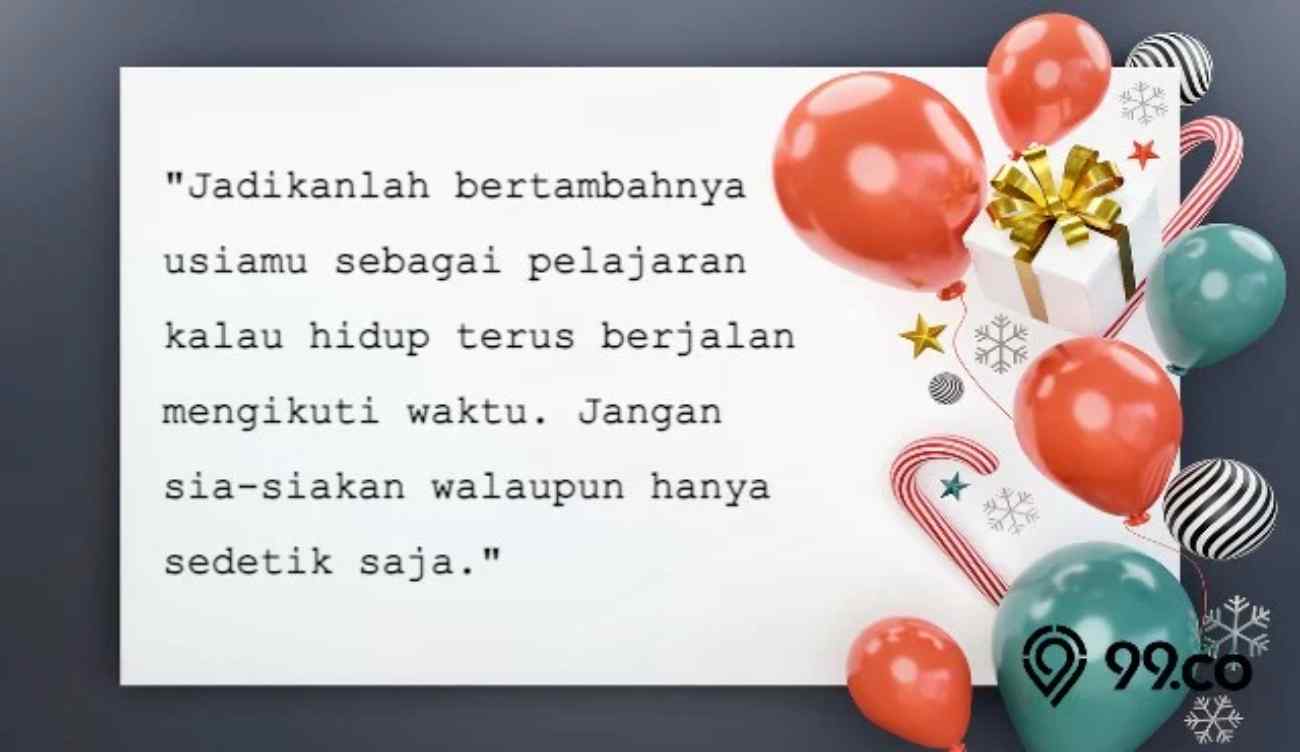 "Jadikanlah bertambahnya
usiamu sebagai pelajaran
kalau hidup terus berjalan
mengikuti waktu. Jangan
sia-siakan walaupun hanya
sedetik saja."
99.co